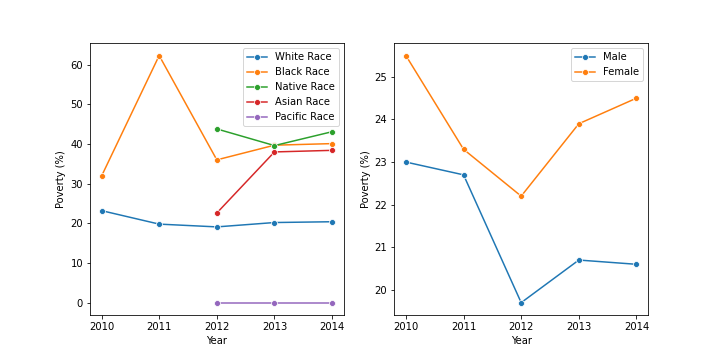 White Race
Black Race
Native Race
Asian Race
Pacific Race
60
50
40
30
20
10
0
Poverty (%)
2010 2011 2012 2013 2014
Year
Male
Female
25
24
23
22
21
20
Poverty (%)
2010 2011 2012 2013 2014
Year